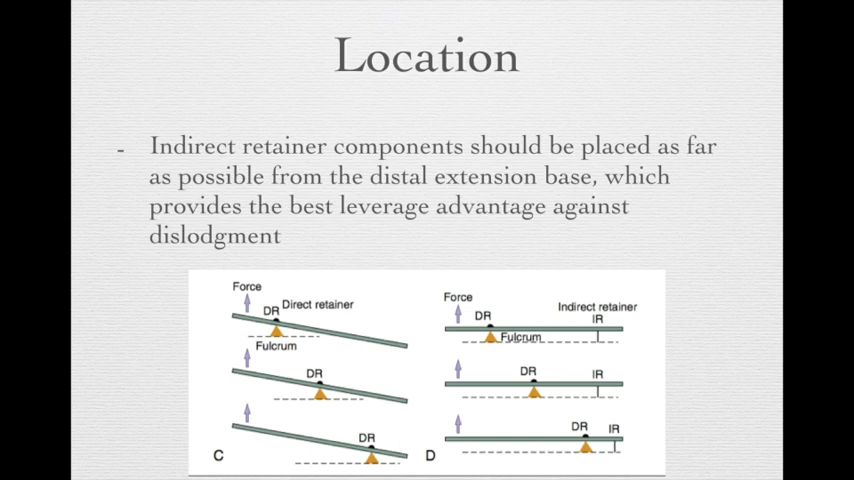 Location
- Indirect retainer components should be placed as far
as possible from the distal extension base, which
provides the best leverage advantage against
dislodgment
Force
DR
Direct retainer
Fulcrum
DR
DR
C
Force
DR
Indirect retainer
IR
Fulcrum
DR
IR
DR
IR
D